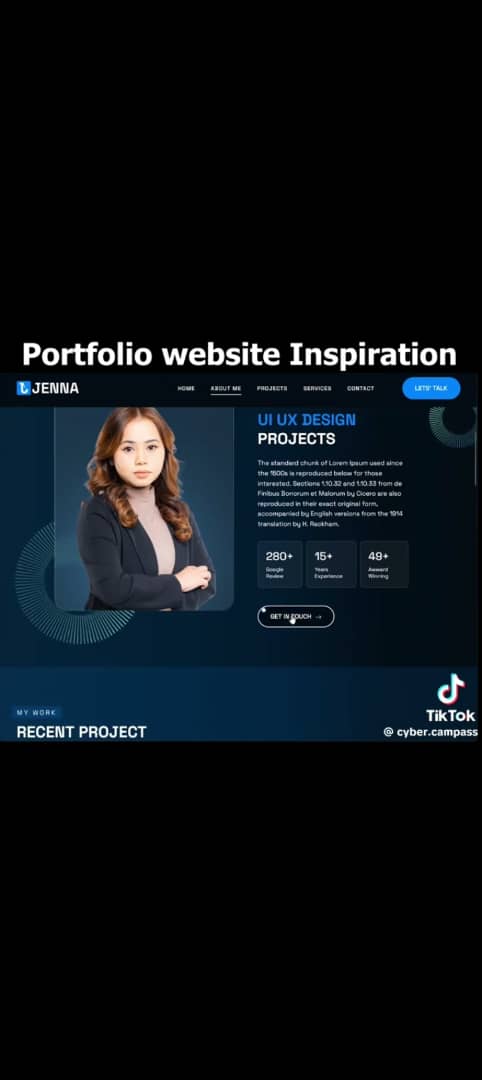 Portfolio website Inspiration
JENNA
HOME ABOUT ME PROJECTS SERVICES CONTACT LETS' TALK
UI UX DESIGN
PROJECTS
The standard chunk of Lorem Ipsum used since
the 1500s is reproduced below for those
interested. Sections 1.10.32 and 1.10.33 from de
Finibus Bonorum et Malorum by Cicero are also
reproduced in their exact original form,
accompanied by English versions from the 1914
translation by H. Rackham.
280+ 15+ 49+
Google Years Awward
Review Experience Winning
GET IN TOUCH →
MY WORK
RECENT PROJECT
TikTok
@ cyber.campass